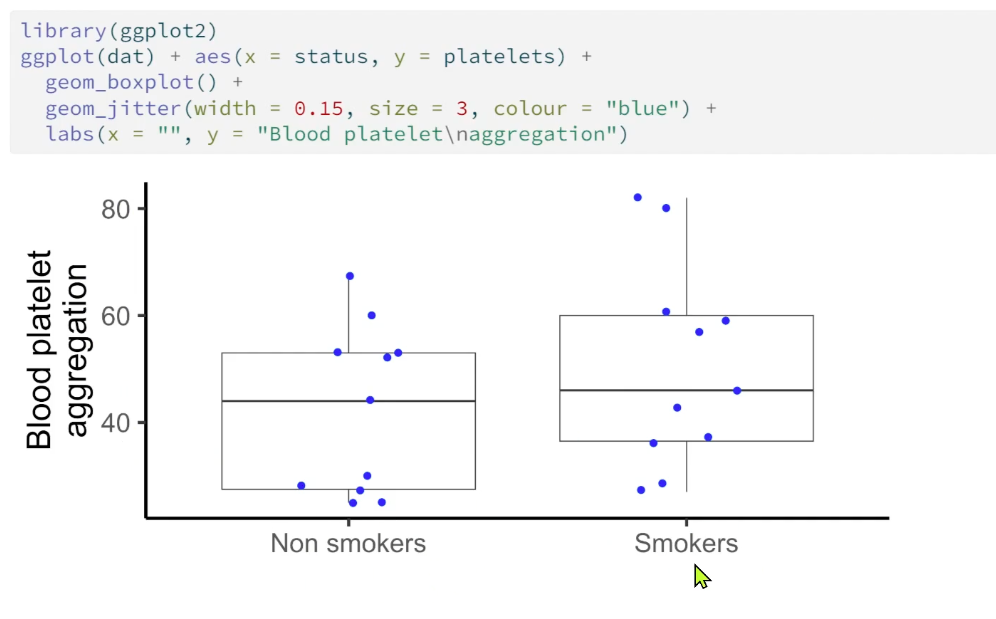 library(ggplot2)
ggplot(dat) + aes(x = status, y = platelets) +
  geom_boxplot() +
  geom_jitter(width = 0.15, size = 3, colour = "blue") +
  labs(x = "", y = "Blood platelet\naggregation")
Blood platelet
aggregation
80
60
40
Non smokers
Smokers